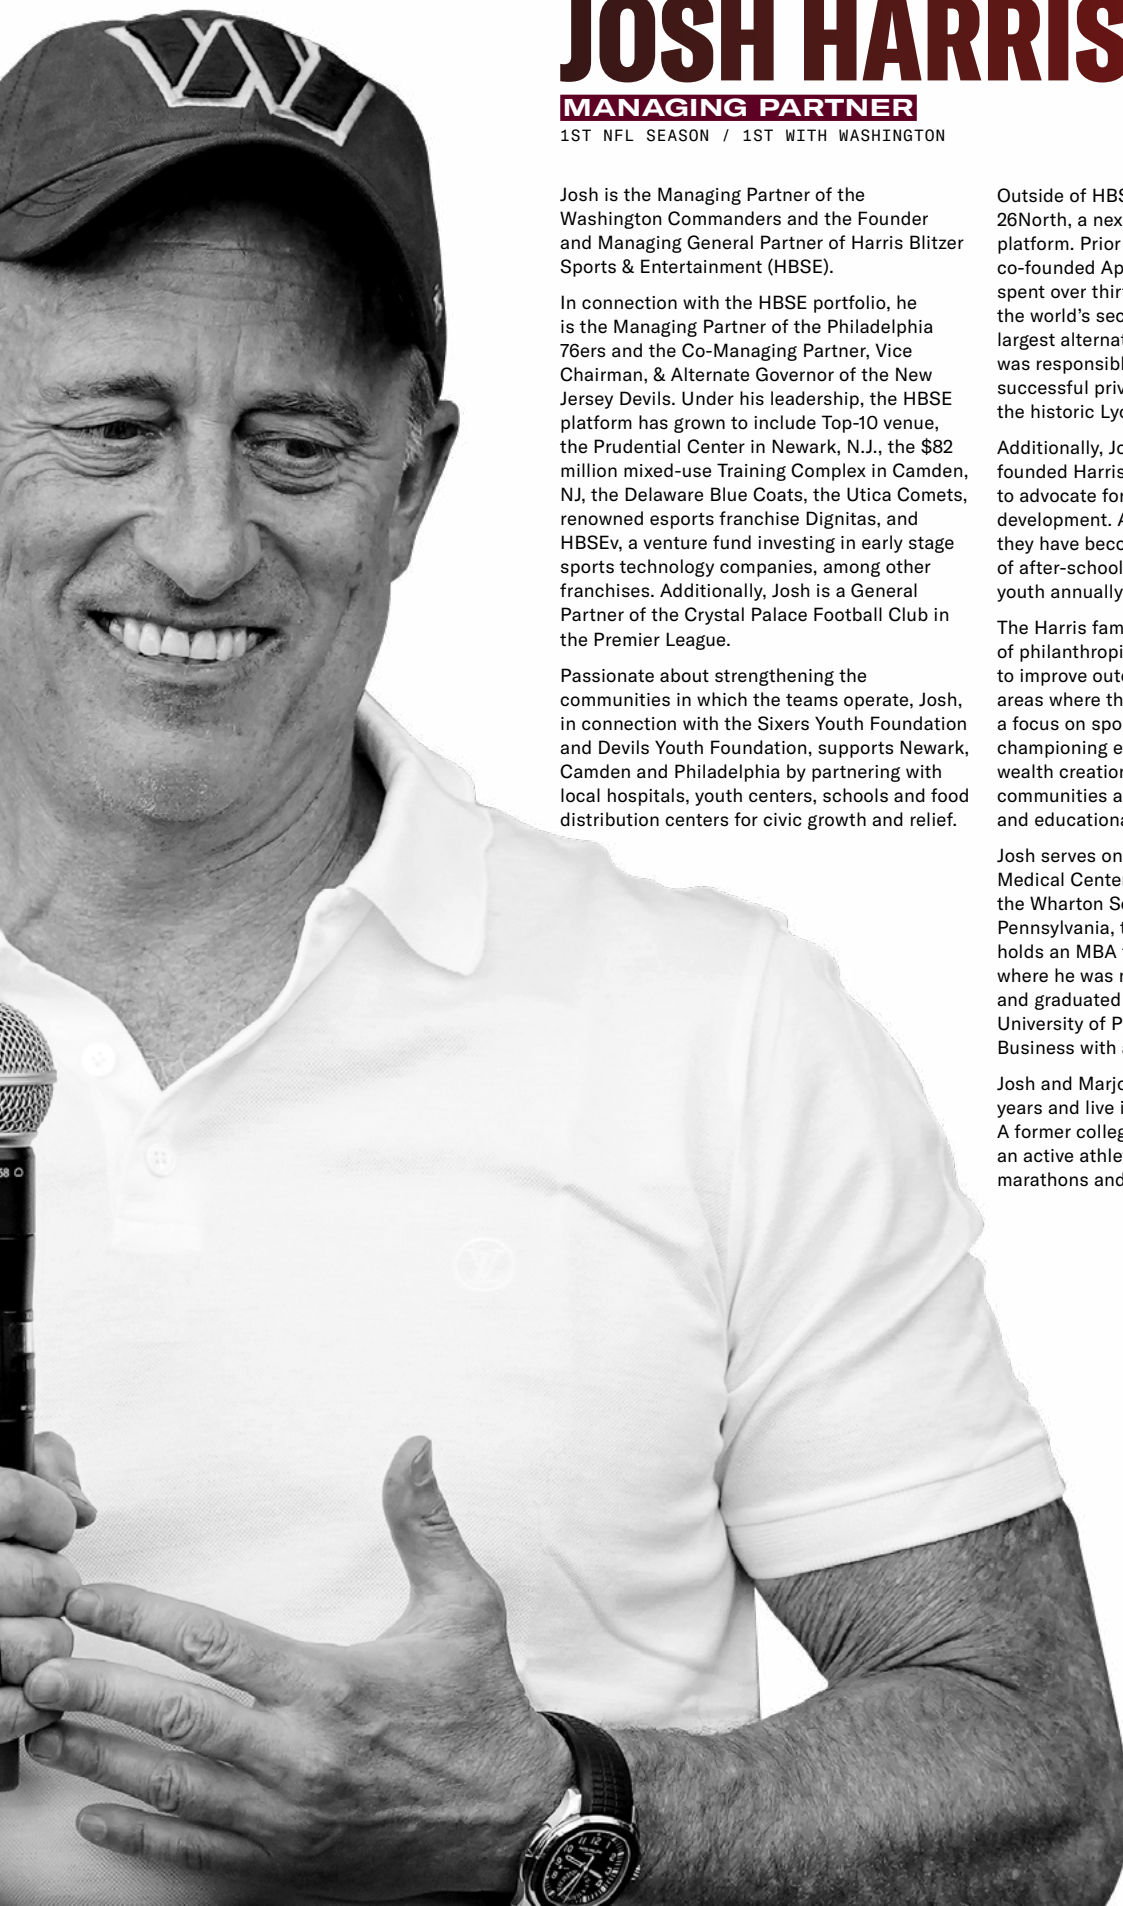 JOSH HARRIS
MANAGING PARTNER
1ST NFL SEASON / 1ST WITH WASHINGTON
Josh is the Managing Partner of the
Washington Commanders and the Founder
and Managing General Partner of Harris Blitzer
Sports & Entertainment (HBSE).
In connection with the HBSE portfolio, he
is the Managing Partner of the Philadelphia
76ers and the Co-Managing Partner, Vice
Chairman, & Alternate Governor of the New
Jersey Devils. Under his leadership, the HBSE
platform has grown to include Top-10 venue,
the Prudential Center in Newark, N.J., the $82
million mixed-use Training Complex in Camden,
NJ, the Delaware Blue Coats, the Utica Comets,
renowned esports franchise Dignitas, and
HBSEv, a venture fund investing in early stage
sports technology companies, among other
franchises. Additionally, Josh is a General
Partner of the Crystal Palace Football Club in
the Premier League.
Passionate about strengthening the
communities in which the teams operate, Josh,
in connection with the Sixers Youth Foundation
and Devils Youth Foundation, supports Newark,
Camden and Philadelphia by partnering with
local hospitals, youth centers, schools and food
distribution centers for civic growth and relief.
Outside of
26North, a
platform. Prior
co-founded
spent over
the world's
largest
was
successful
the historic
Additionally,
founded Harris
to advocate for
development.
they have
of after-school
youth annually
The Harris
of
to improve
areas where
a focus on
championing
wealth creation
communities
and
Josh serves on
Medical Center
the Wharton
Pennsylvania,
holds an MBA
where he was
and graduated
University of
Business with
Josh and
years and live
A former
an active
marathons and
W
58